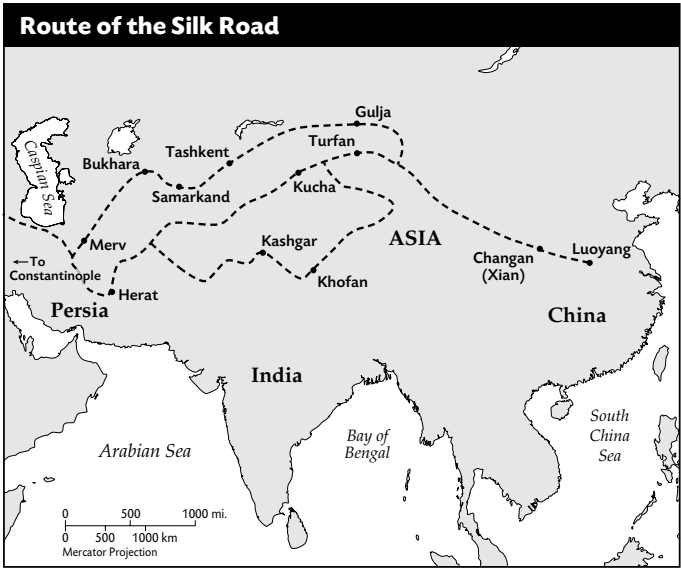 Route of the Silk Road
Gulja
Turfan
Tashkent
Bukhara
Caspian Sea
Samarkand
Kucha
Merv
Kashgar
ASIA
Changan
(Xian)
Luoyang
←To
Constantinople
Khofan
Herat
Persia
China
India
Arabian Sea
Bay of
Bengal
South
China
Sea
0 500 1000 mi.
0 500 1000 km
Mercator Projection